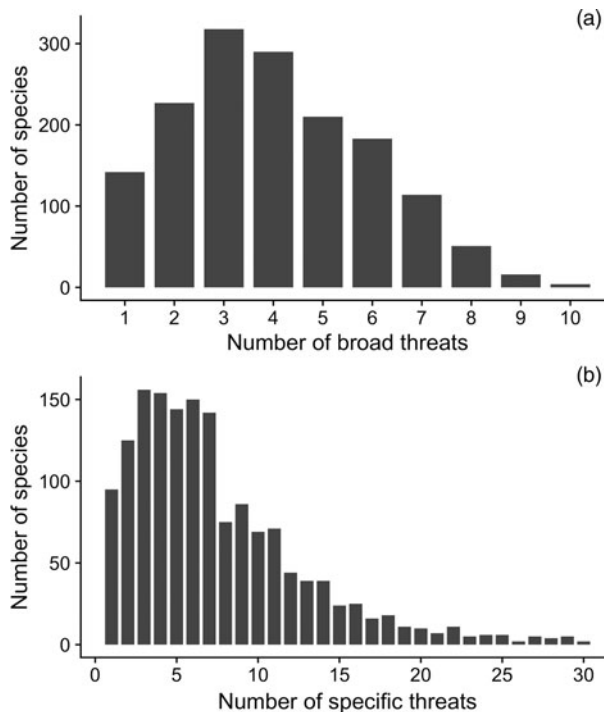 (a)
Number of species
300
200
100
0
1 2 3 4 5 6 7 8 9 10
Number of broad threats
(b)
Number of species
150
100
50
0
0 5 10 15 20 25 30
Number of specific threats